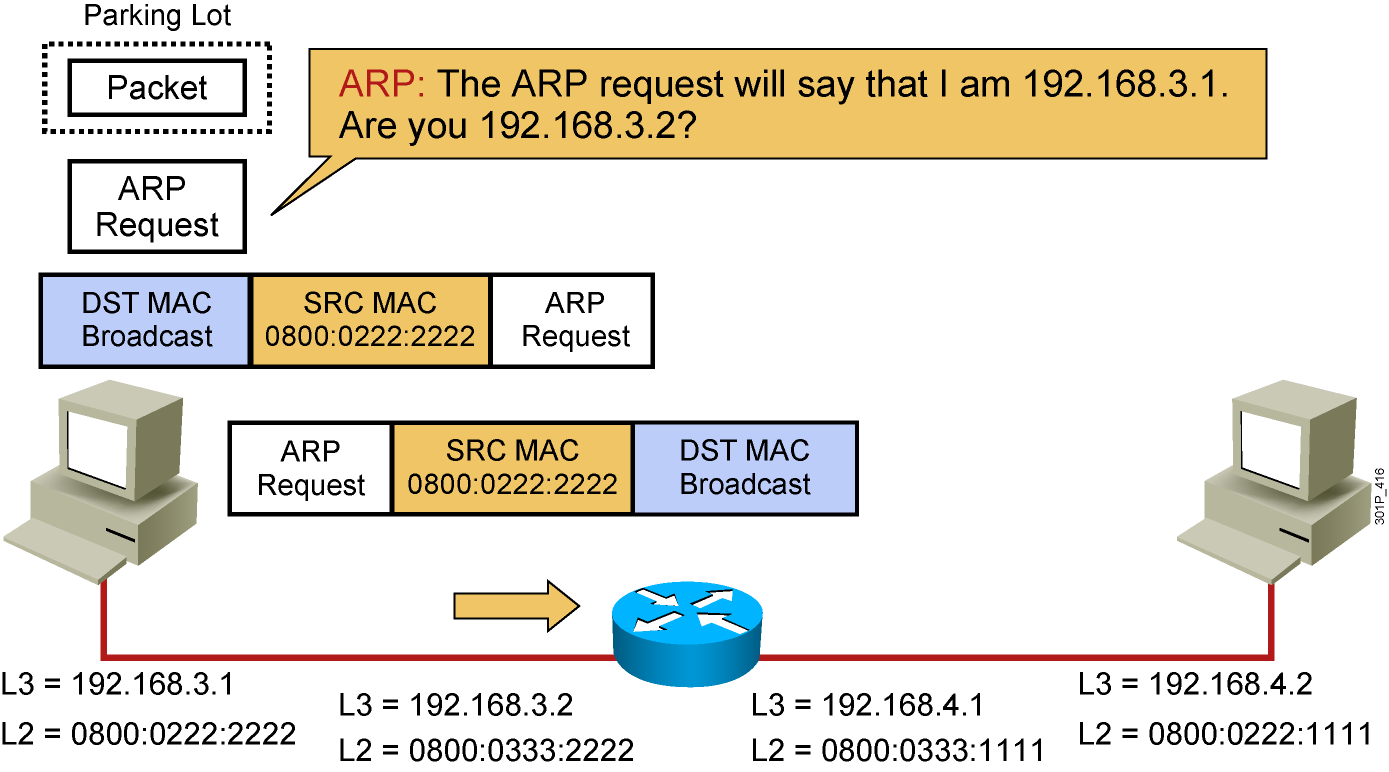 Parking Lot
Packet
ARP: The ARP request will say that I am 192.168.3.1.
Are you 192.168.3.2?
ARP
Request
DST MAC
Broadcast
SRC MAC
0800:0222:2222
ARP
Request
ARP
Request
SRC MAC
0800:0222:2222
DST MAC
Broadcast
301P_416
L3 = 192.168.3.1
L2 = 0800:0222:2222
L3 = 192.168.3.2
L2 = 0800:0333:2222
L3 = 192.168.4.1
L2 = 0800:0333:1111
L3 = 192.168.4.2
L2 = 0800:0222:1111